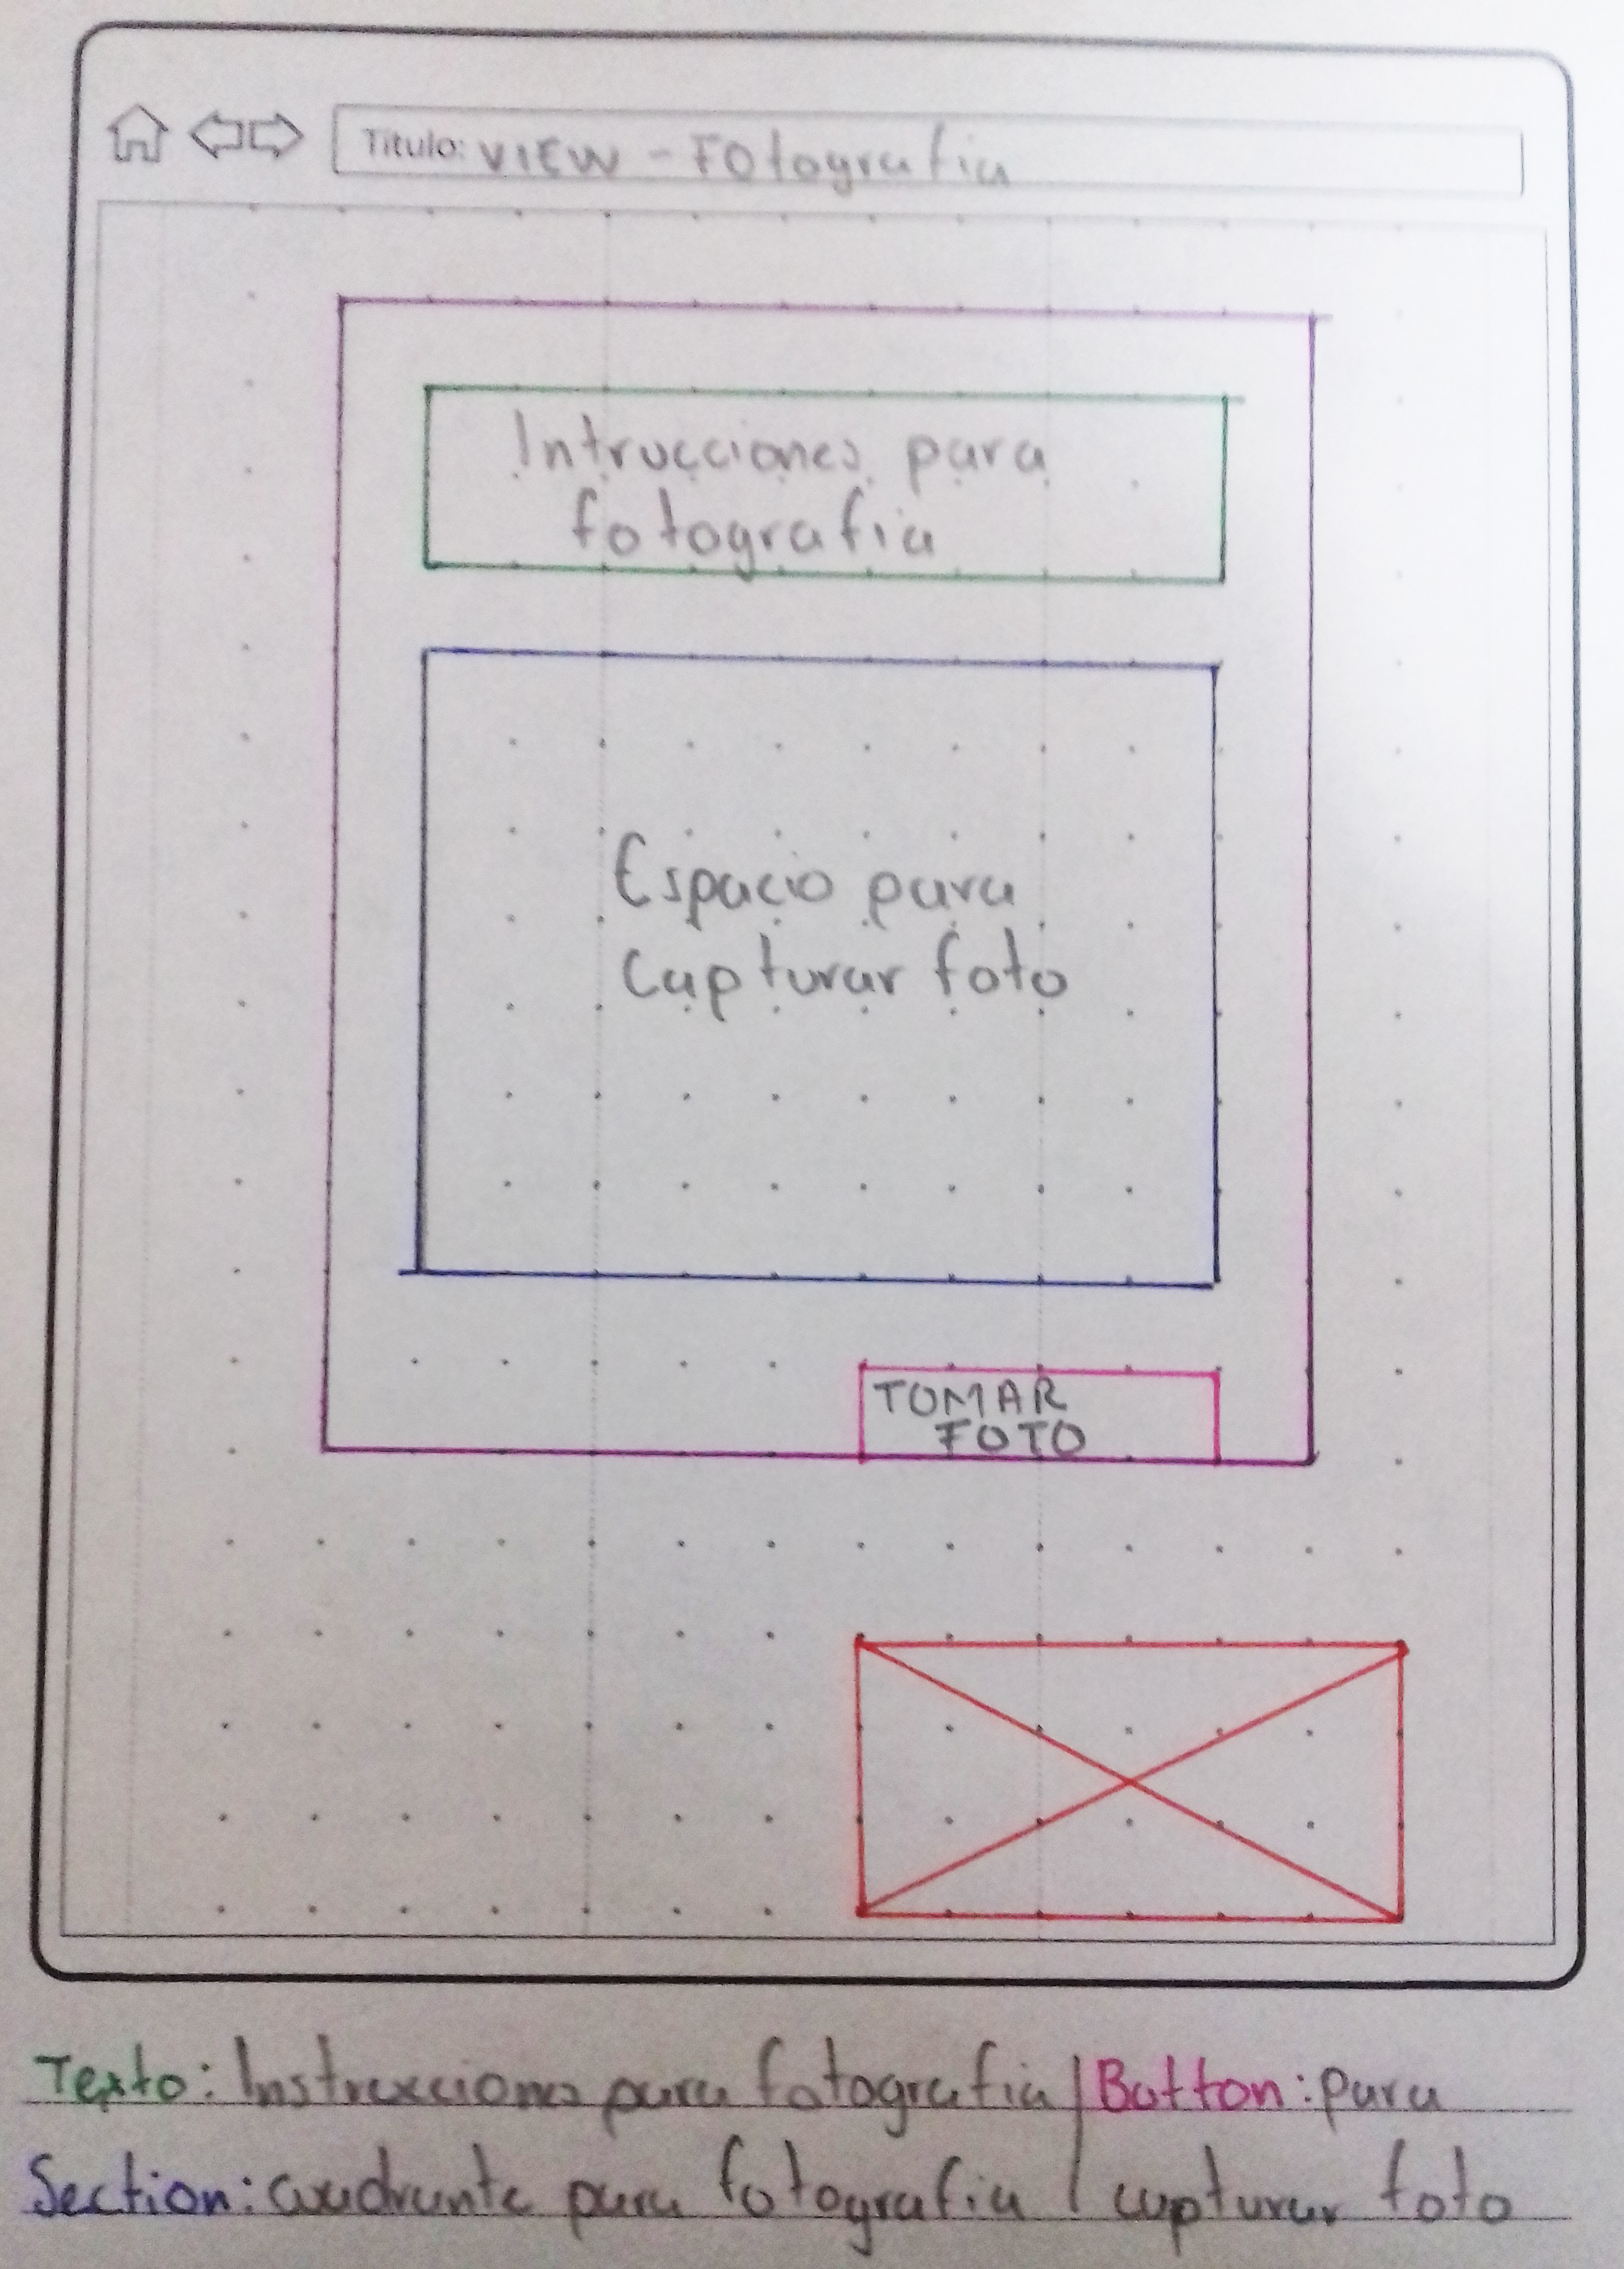 Titulo: VIEW - Fotografia
Intrucciones para
fotografia
Espacio para
Capturar foto
TOMAR
FOTO
Texto: Instrucciones para fotografia | Button: para
Section: cuadrante para fotografia | capturar foto